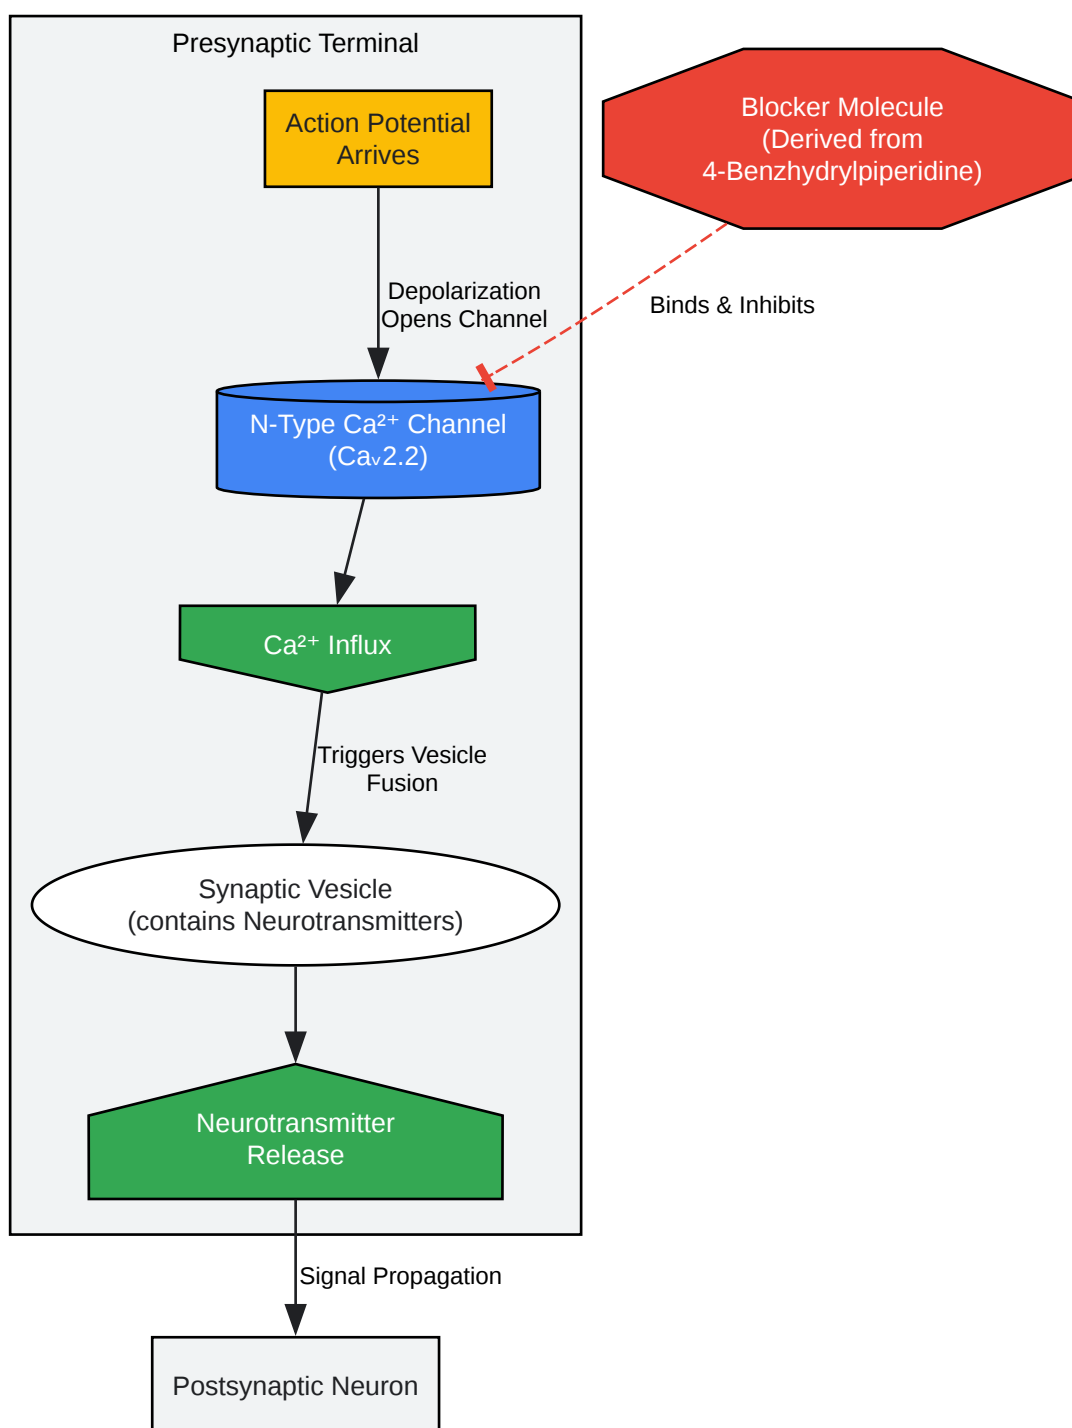 Presynaptic Terminal
Action Potential
Arrives
Blocker Molecule
(Derived from
4-Benzhydrylpiperidine)
Depolarization
Opens Channel
Binds & Inhibits
N-Type Ca²⁺ Channel
(Caᵥ2.2)
Ca²⁺ Influx
Triggers Vesicle
Fusion
Synaptic Vesicle
(contains Neurotransmitters)
Neurotransmitter
Release
Signal Propagation
Postsynaptic Neuron